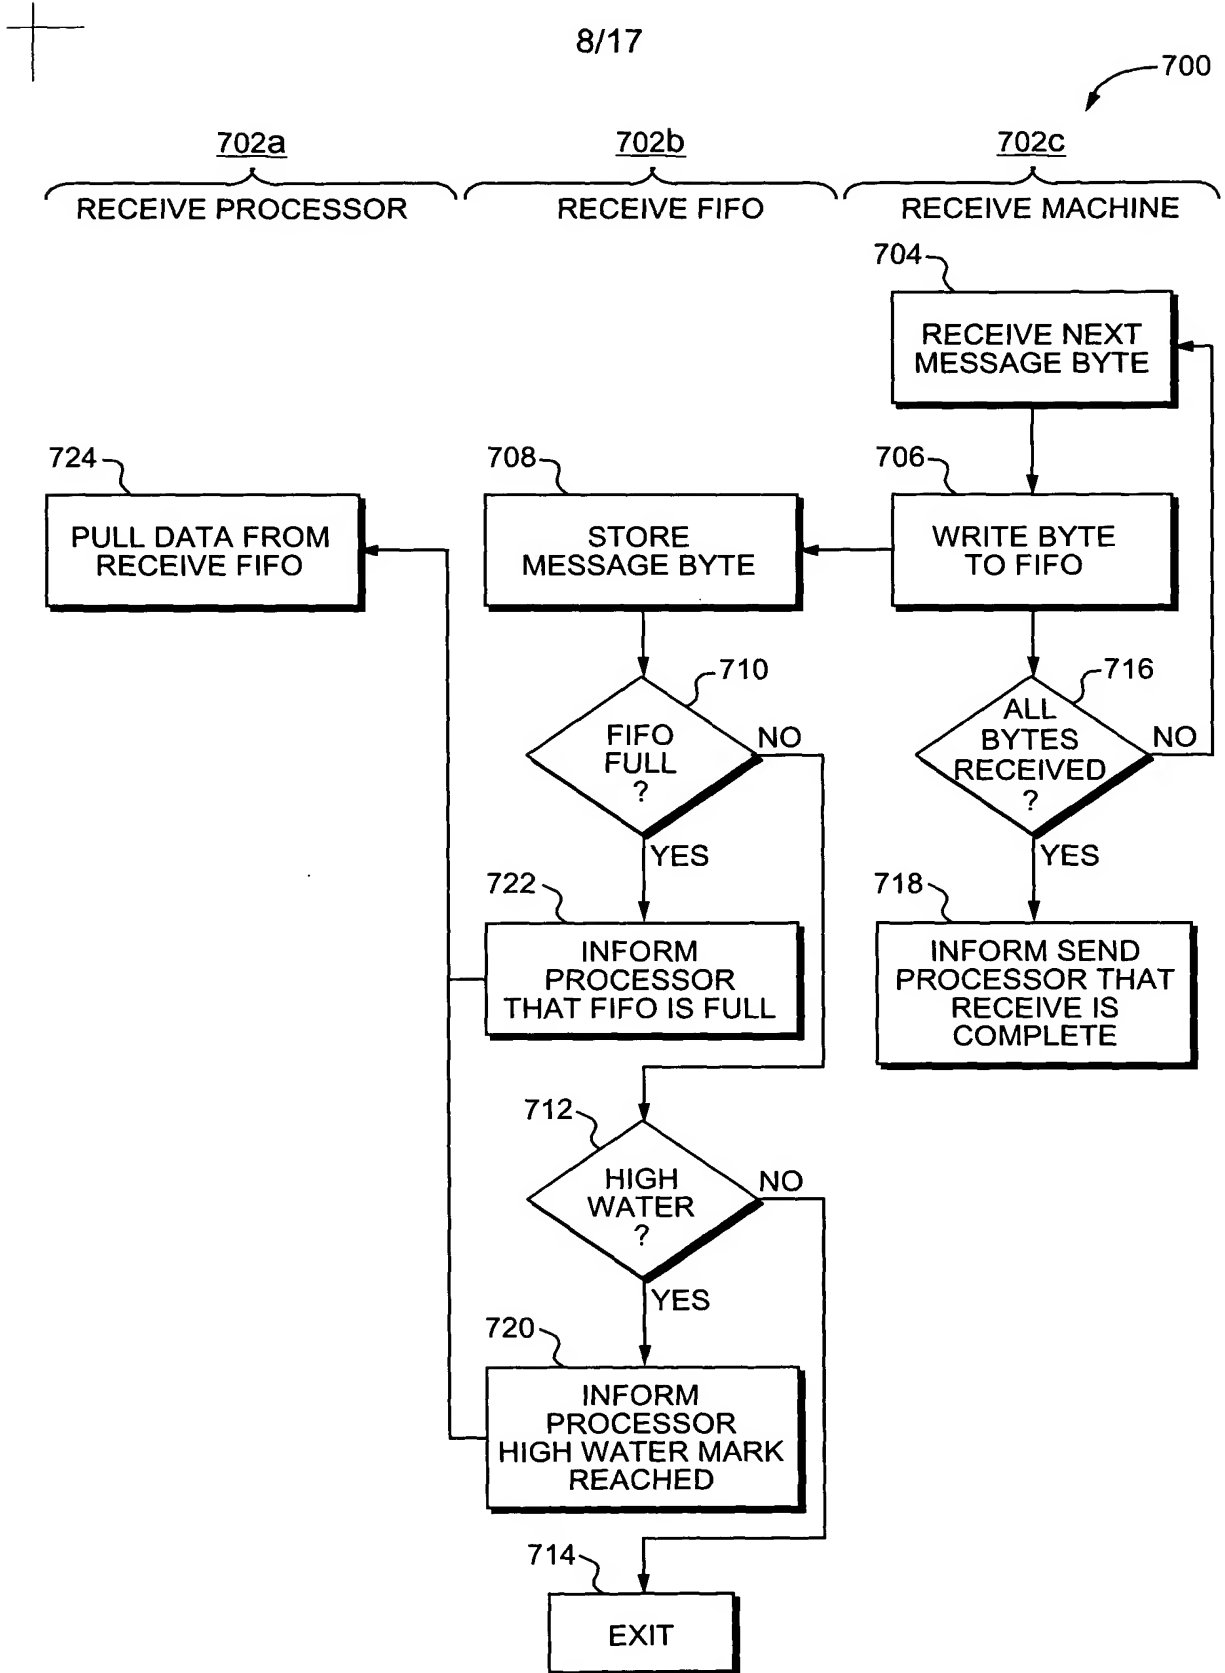 8/17
700
702a
702b
702c
RECEIVE PROCESSOR
RECEIVE FIFO
RECEIVE MACHINE
704
RECEIVE NEXT
MESSAGE BYTE
724
PULL DATA FROM
RECEIVE FIFO
708
STORE
MESSAGE BYTE
706
WRITE BYTE
TO FIFO
710
FIFO
FULL
?
NO
YES
716
ALL
BYTES
RECEIVED
?
NO
YES
722
INFORM
PROCESSOR
THAT FIFO IS FULL
718
INFORM SEND
PROCESSOR THAT
RECEIVE IS
COMPLETE
712
HIGH
WATER
?
NO
YES
720
INFORM
PROCESSOR
HIGH WATER MARK
REACHED
714
EXIT